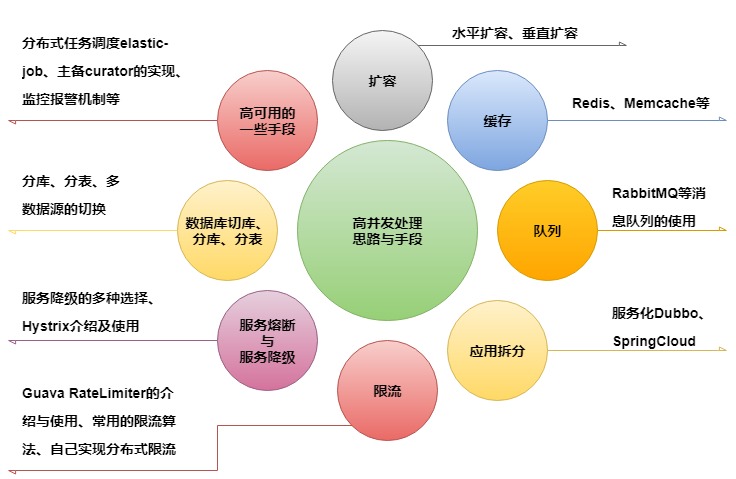 水平扩容、垂直扩容
扩容
分布式任务调度elastic-
job、主备curator的实现、
监控报警机制等
高可用的
一些手段
缓存
Redis、Memcache等
分库、分表、多
数据源的切换
数据库切库、
分库、分表
高并发处理
思路与手段
队列
RabbitMQ等消
息队列的使用
服务降级的多种选择、
Hystrix介绍及使用
服务熔断
与
服务降级
应用拆分
服务化Dubbo、
SpringCloud
Guava RateLimiter的介
绍与使用、常用的限流算
法、自己实现分布式限流
限流